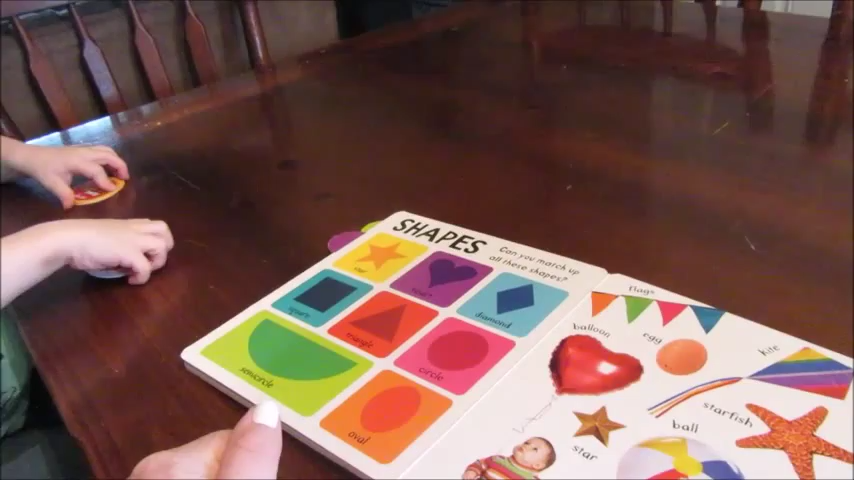 SHAPES
Can you match up
all these shapes?
star
heart
diamond
square
triangle
circle
semicircle
oval
flags
balloon
egg
kite
starfish
star
ball